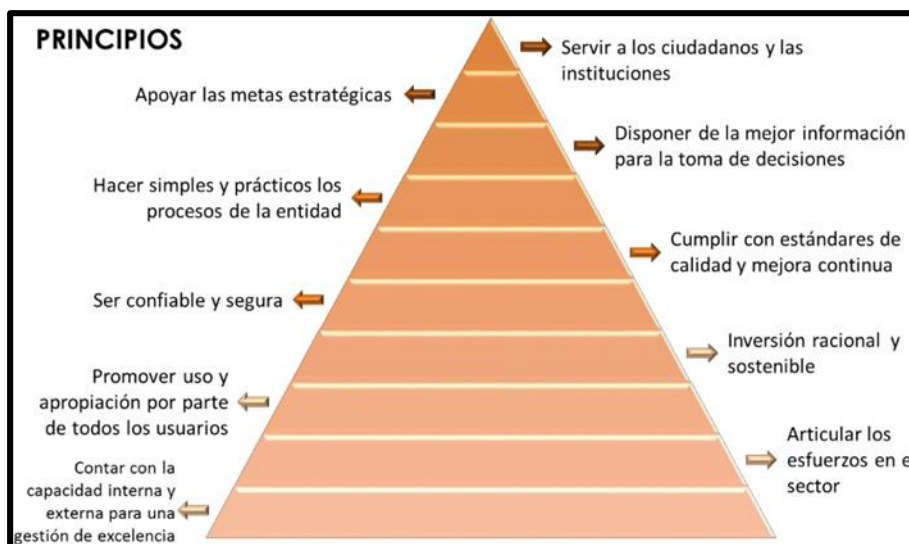 PRINCIPIOS
Servir a los ciudadanos y las
instituciones
Apoyar las metas estratégicas
Disponer de la mejor información
para la toma de decisiones
Hacer simples y prácticos los
procesos de la entidad
Cumplir con estándares de
calidad y mejora continua
Ser confiable y segura
Inversión racional y
sostenible
Promover uso y
apropiación por parte
de todos los usuarios
Articular los
esfuerzos en e
sector
Contar con la
capacidad interna y
externa para una
gestión de excelencia